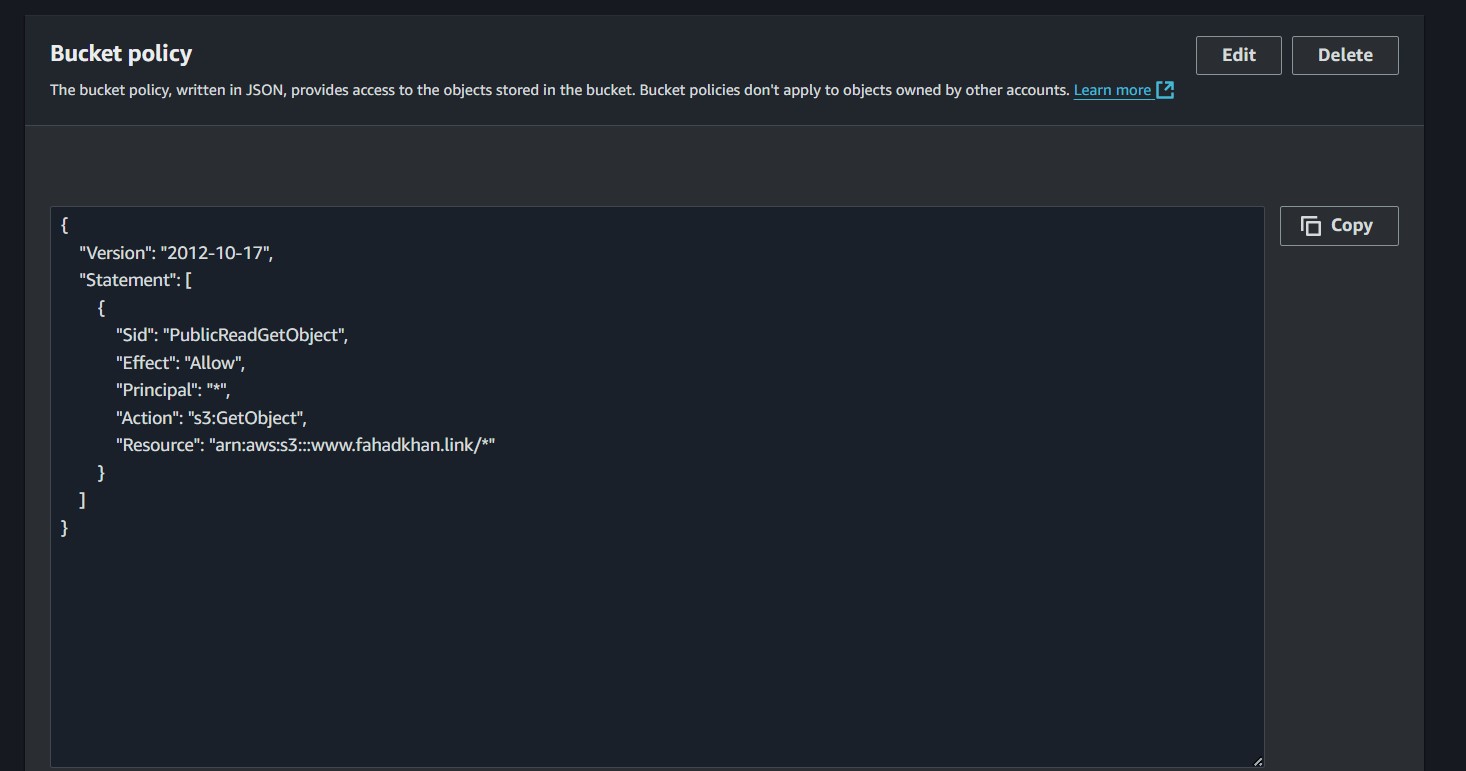 Bucket policy
Edit
Delete
The bucket policy, written in JSON, provides access to the objects stored in the bucket. Bucket policies don't apply to objects owned by other accounts. Learn more
Copy
{
"Version": "2012-10-17",
"Statement": [
{
"Sid": "PublicReadGetObject",
"Effect": "Allow",
"Principal": "*",
"Action": "s3:GetObject",
"Resource": "arn:aws:s3:::www.fahadkhan.link/*"
}
]
}